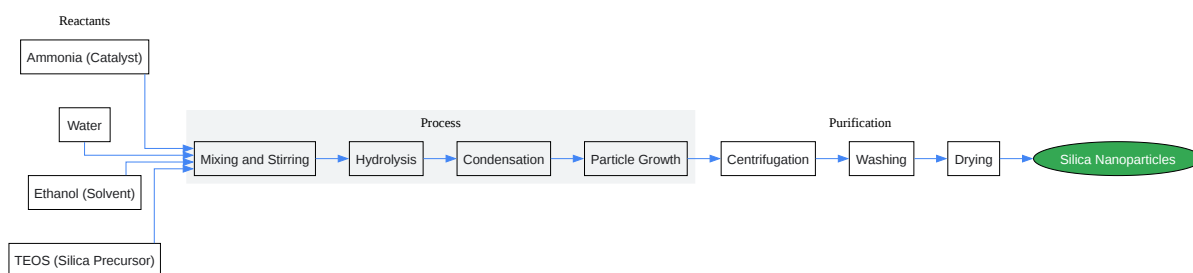 Reactants
Ammonia (Catalyst)
Water
Ethanol (Solvent)
TEOS (Silica Precursor)
Process
Mixing and Stirring
Hydrolysis
Condensation
Particle Growth
Purification
Centrifugation
Washing
Drying
Silica Nanoparticles